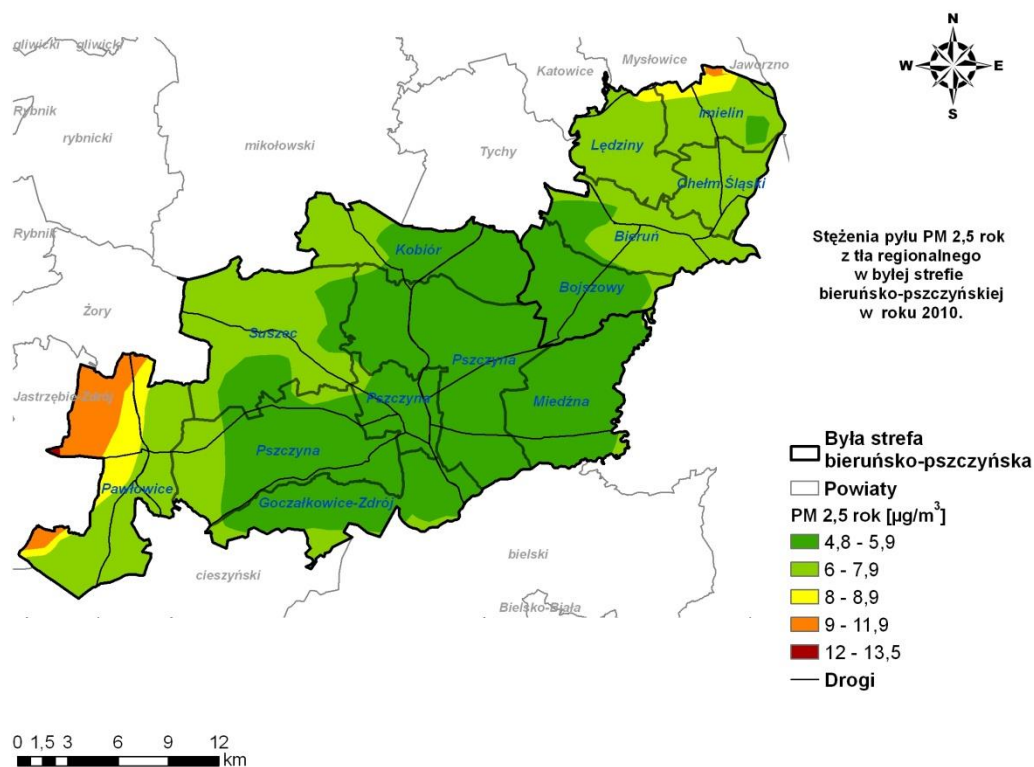 gliwicki gliwicki
Mysłowice
Jaworzno
Katowice
Rybnik
rybnicki
mikołowski
Tychy
Imielin
Lędziny
Chełm Śląski
Rybnik
Kobiór
Bieruń
Bojszowy
Żory
Suszec
Pszczyna
Jastrzębie-Zdrój
Pszczyna
Miedźna
Pszczyna
Pawłowice
Goczałkowice-Zdrój
cieszyński
bielski
Bielsko-Biała
N
W E
S
Stężenia pyłu PM 2,5 rok
z tła regionalnego
w byłej strefie
bieruńsko-pszczyńskiej
w roku 2010.
Była strefa
bieruńsko-pszczyńska
Powiaty
PM 2,5 rok [µg/m³]
4,8 - 5,9
6 - 7,9
8 - 8,9
9 - 11,9
12 - 13,5
Drogi
0 1,5 3 6 9 12
km